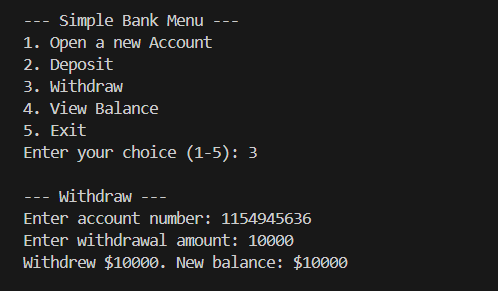 --- Simple Bank Menu ---
1. Open a new Account
2. Deposit
3. Withdraw
4. View Balance
5. Exit
Enter your choice (1-5): 3
--- Withdraw ---
Enter account number: 1154945636
Enter withdrawal amount: 10000
Withdrew $10000. New balance: $10000